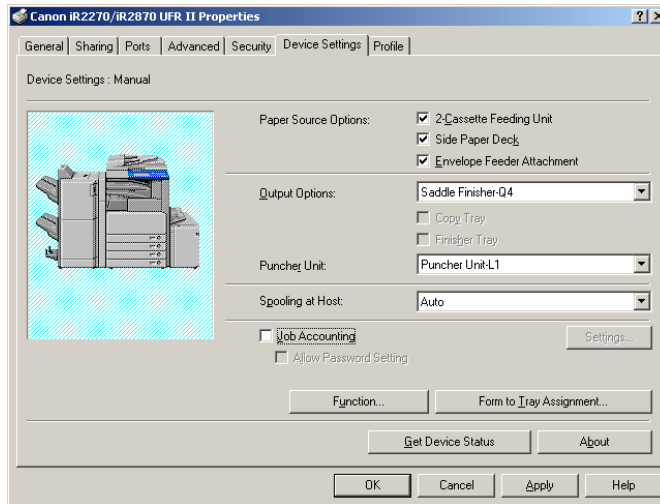 Canon iR2270/iR2870 UFR II Properties
General Sharing Ports Advanced Security Device Settings Profile
Device Settings : Manual
Paper Source Options: 2-Cassette Feeding Unit
Side Paper Deck
Envelope Feeder Attachment
Output Options: Saddle Finisher-Q4
Copy Tray
Finisher Tray
Puncher Unit: Puncher Unit-L1
Spooling at Host: Auto
Job Accounting Settings...
Allow Password Setting
Function... Form to Tray Assignment...
Get Device Status About
OK Cancel Apply Help